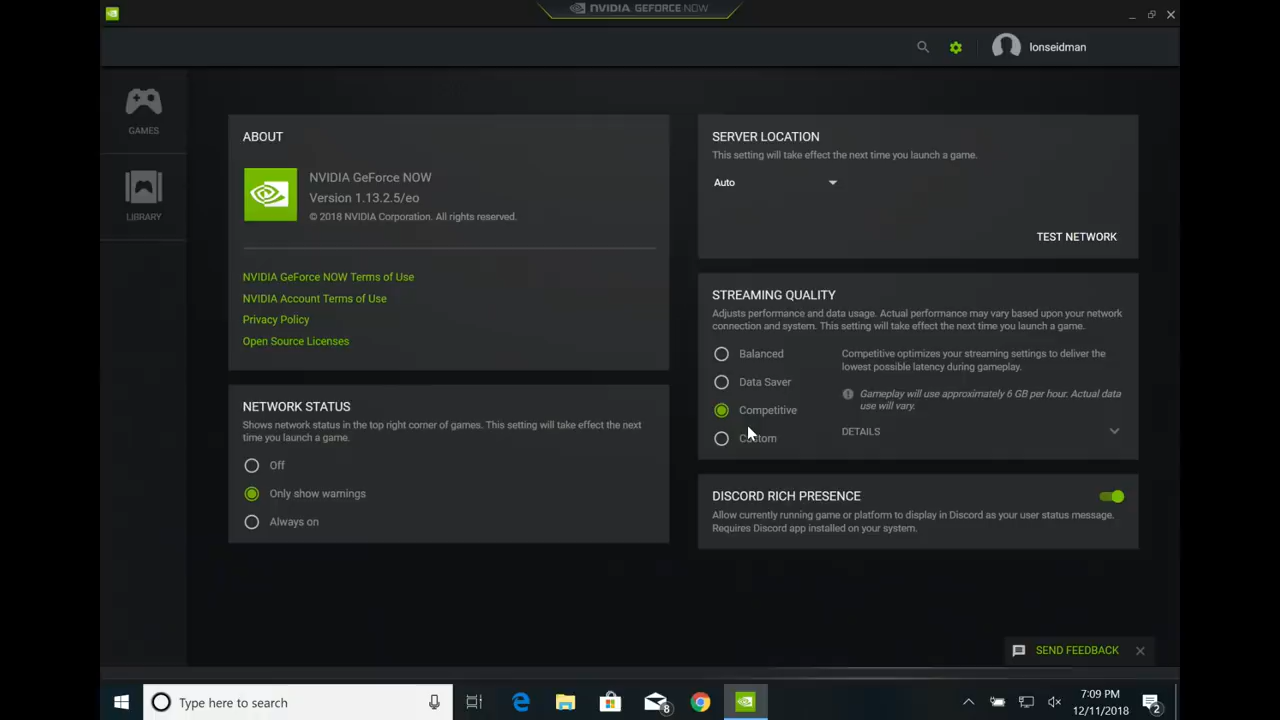 NVIDIA GEFORCE NOW
lonseidman
GAMES
LIBRARY
ABOUT
NVIDIA GeForce NOW
Version 1.13.2.5/eo
© 2018 NVIDIA Corporation. All rights reserved.
NVIDIA GeForce NOW Terms of Use
NVIDIA Account Terms of Use
Privacy Policy
Open Source Licenses
NETWORK STATUS
Shows network status in the top right corner of games. This setting will take effect the next
time you launch a game.
Off
Only show warnings
Always on
SERVER LOCATION
This setting will take effect the next time you launch a game.
Auto
TEST NETWORK
STREAMING QUALITY
Adjusts performance and data usage. Actual performance may vary based upon your network
connection and system. This setting will take effect the next time you launch a game.
Balanced
Data Saver
Competitive
Custom
Competitive optimizes your streaming settings to deliver the
lowest possible latency during gameplay.
Gameplay will use approximately 6 GB per hour. Actual data
use will vary.
DETAILS
DISCORD RICH PRESENCE
Allow currently running game or platform to display in Discord as your user status message.
Requires Discord app installed on your system.
SEND FEEDBACK
Type here to search
8
7:09 PM
12/11/2018
2